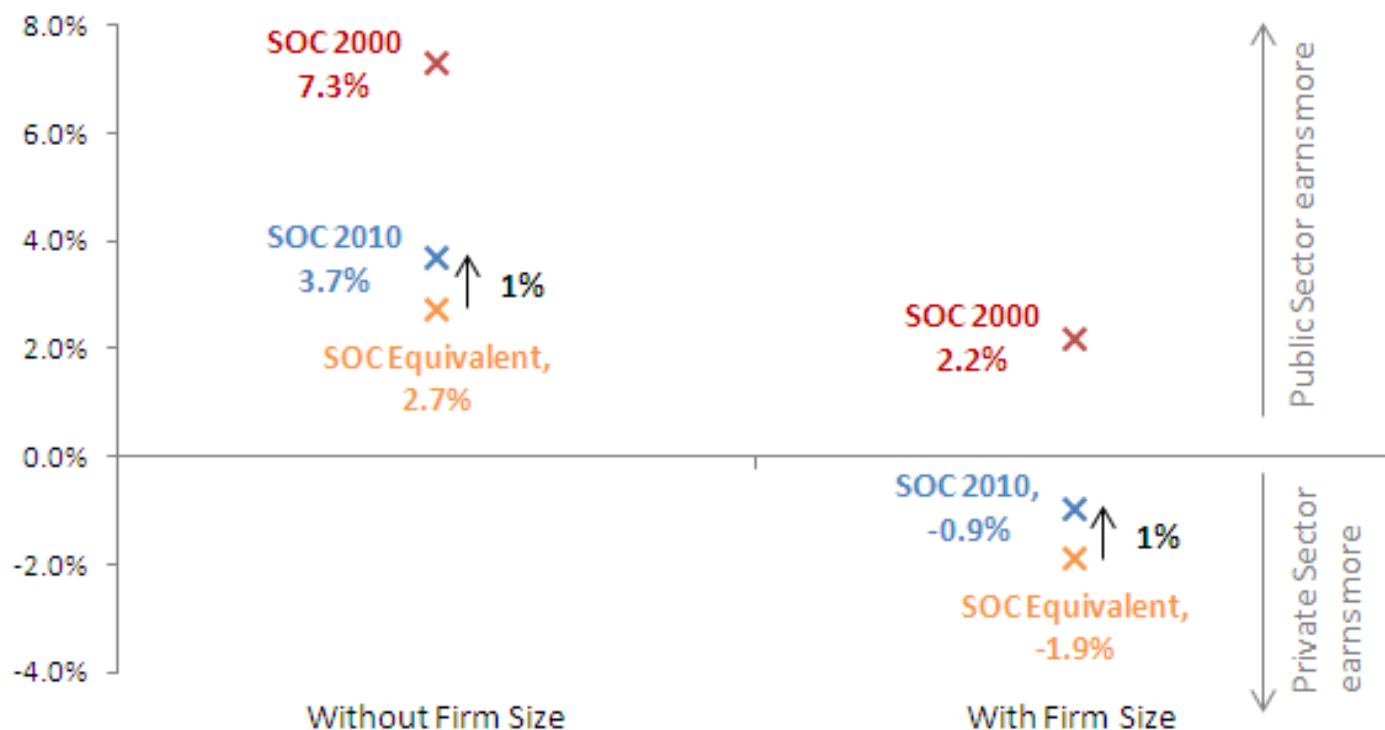 8.0%
6.0%
4.0%
2.0%
0.0%
-2.0%
-4.0%
SOC 2000
7.3%
SOC 2010
3.7%
1%
SOC Equivalent,
2.7%
SOC 2000
2.2%
SOC 2010,
-0.9%
1%
SOC Equivalent,
-1.9%
Without Firm Size
With Firm Size
Public Sector earns more
Private Sector
earns more